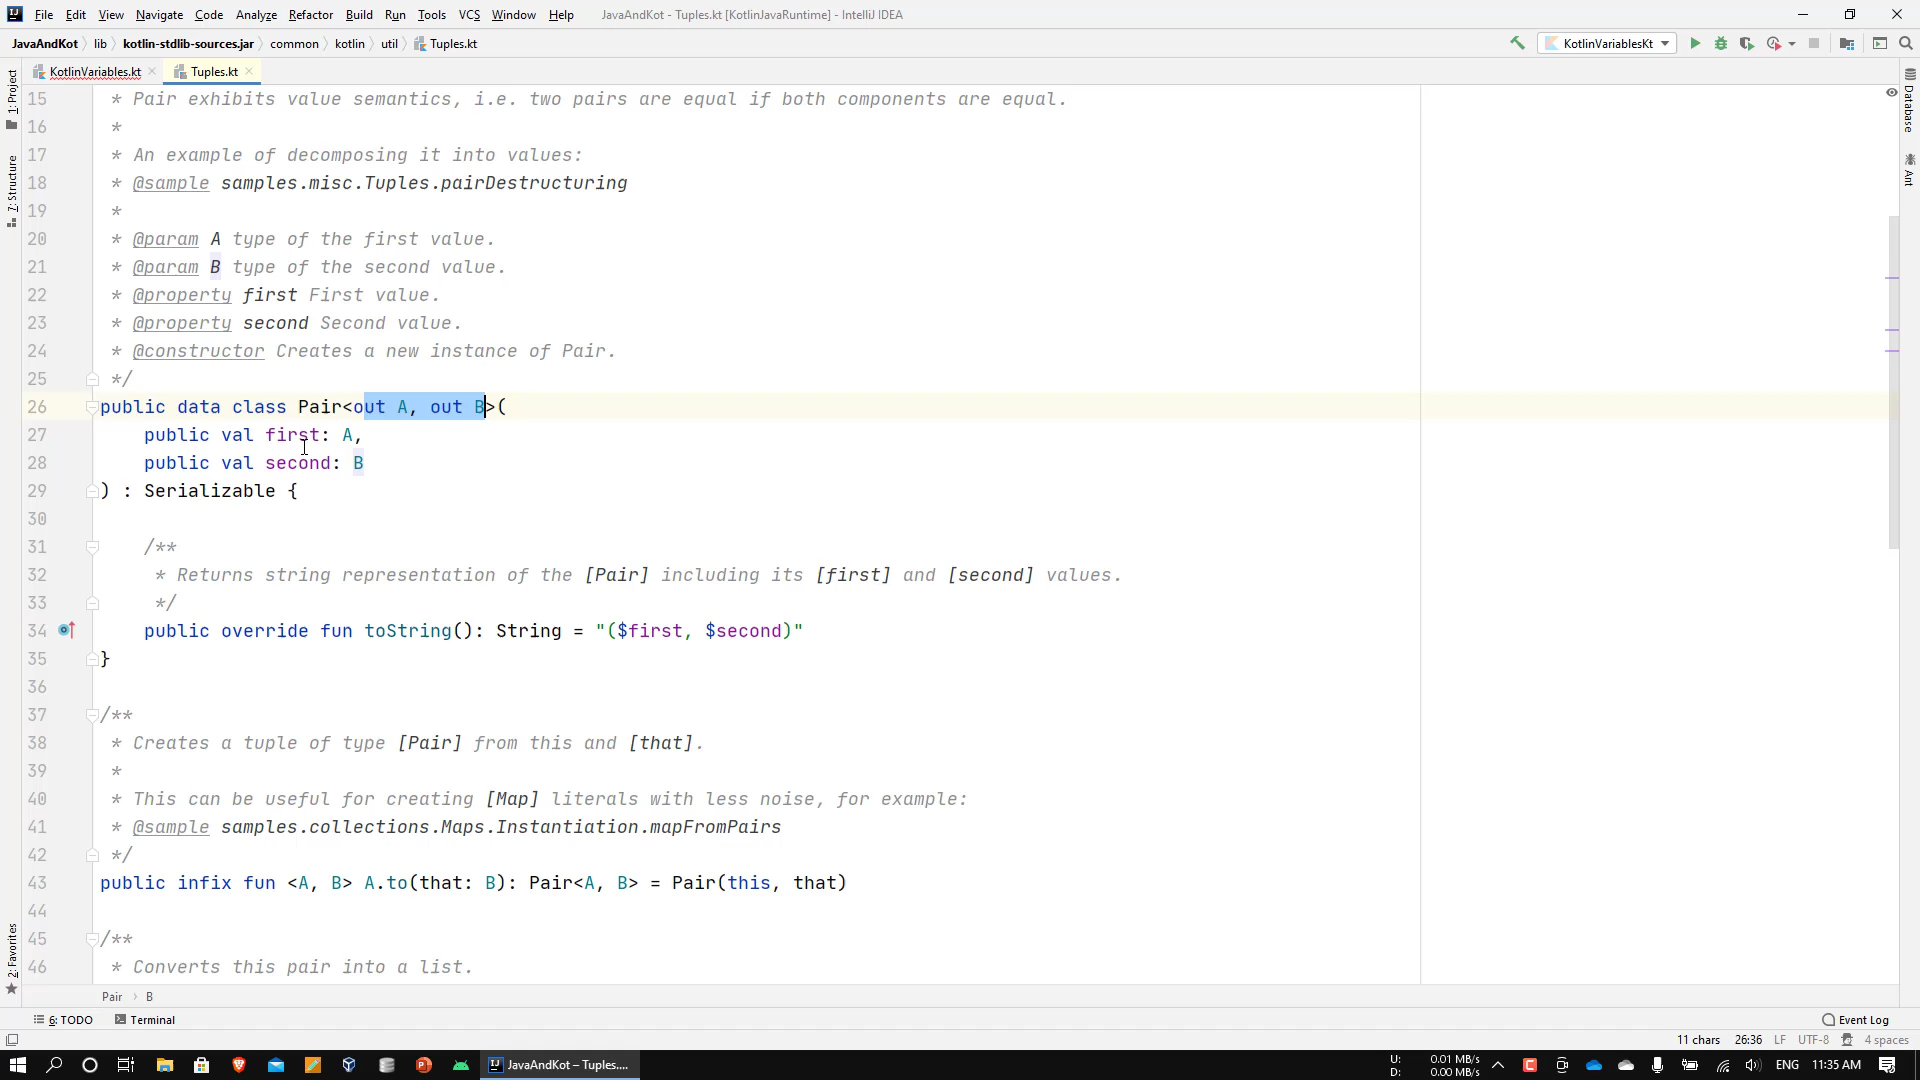 File Edit View Navigate Code Analyze Refactor Build Run Tools VCS Window Help JavaAndKot - Tuples.kt [KotlinJavaRuntime] - IntelliJ IDEA
JavaAndKot lib kotlin-stdlib-sources.jar common kotlin util Tuples.kt KotlinVariablesKt
KotlinVariables.kt Tuples.kt
1: Project
7: Structure
2: Favorites
Database
Ant
15 * Pair exhibits value semantics, i.e. two pairs are equal if both components are equal.
16 *
17 * An example of decomposing it into values:
18 * @sample samples.misc.Tuples.pairDestructuring
19 *
20 * @param A type of the first value.
21 * @param B type of the second value.
22 * @property first First value.
23 * @property second Second value.
24 * @constructor Creates a new instance of Pair.
25 */
26 public data class Pair<out A, out B>(
27 public val first: A,
28 public val second: B
29 ) : Serializable {
30
31 /**
32 * Returns string representation of the [Pair] including its [first] and [second] values.
33 */
34 public override fun toString(): String = "($first, $second)"
35 }
36
37 /**
38 * Creates a tuple of type [Pair] from this and [that].
39 *
40 * This can be useful for creating [Map] literals with less noise, for example:
41 * @sample samples.collections.Maps.Instantiation.mapFromPairs
42 */
43 public infix fun <A, B> A.to(that: B): Pair<A, B> = Pair(this, that)
44
45 /**
46 * Converts this pair into a list.
Pair › B
6: TODO Terminal Event Log
11 chars 26:36 LF UTF-8 4 spaces
JavaAndKot – Tuples.... U: 0.01 MB/s ENG 11:35 AM
D: 0.00 MB/s